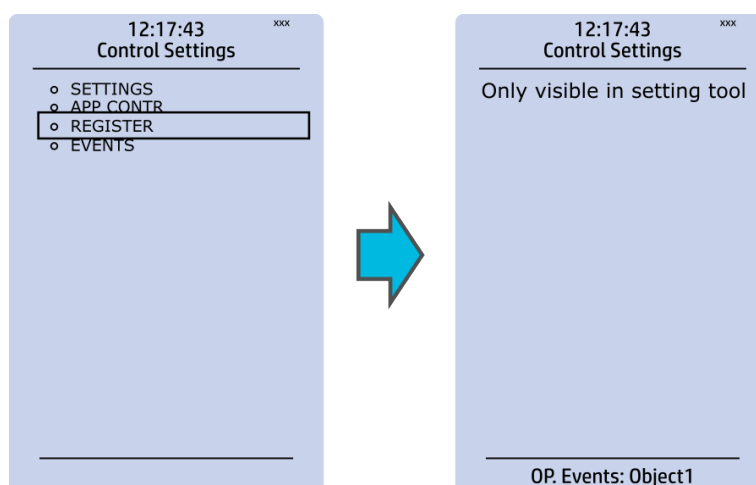 12:17:43 xxx
Control Settings
SETTINGS
APP CONTR
REGISTER
EVENTS
12:17:43 xxx
Control Settings
Only visible in setting tool
OP. Events: Object1